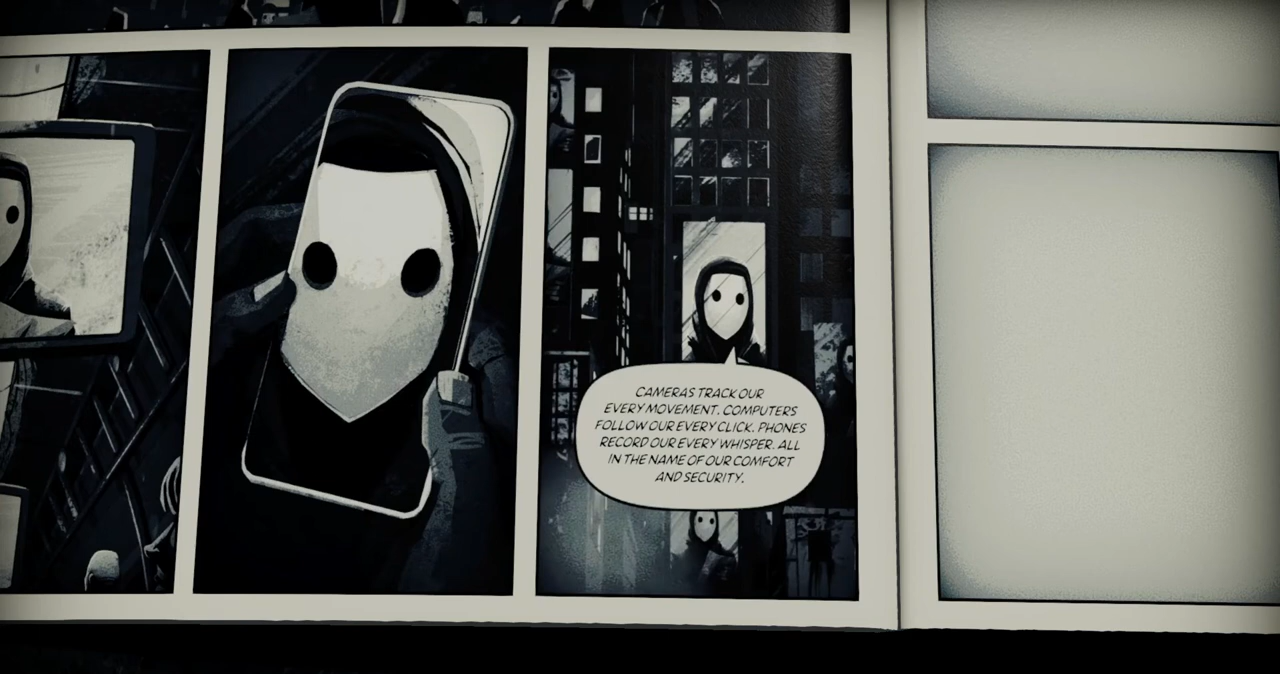 CAMERAS TRACK OUR
EVERY MOVEMENT. COMPUTERS
FOLLOW OUR EVERY CLICK. PHONES
RECORD OUR EVERY WHISPER. ALL
IN THE NAME OF OUR COMFORT
AND SECURITY.